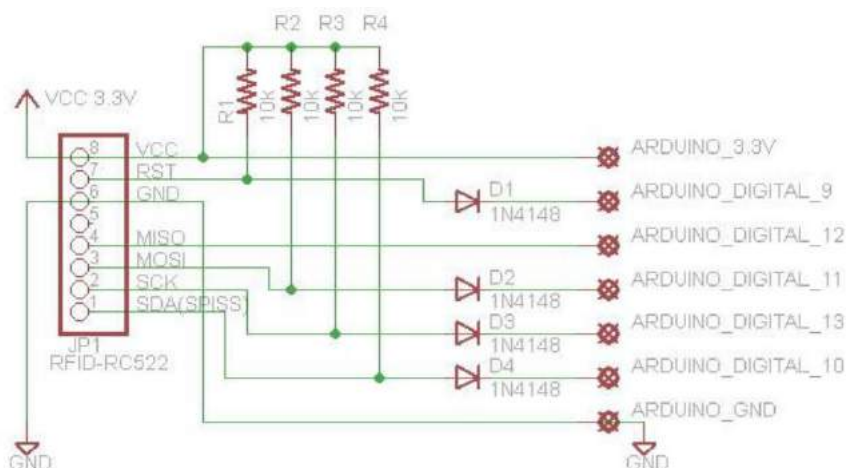 R2 R3 R4
VCC 3.3V
R1
10k
10k
10k
10k
8 VCC
7 RST
6 GND
5
4 MISO
3 MOSI
2 SCK
1 SDA(SPISS)
JP1
RFID-RC522
D1
1N4148
D2
1N4148
D3
1N4148
D4
1N4148
ARDUINO_3.3V
ARDUINO_DIGITAL_9
ARDUINO_DIGITAL_12
ARDUINO_DIGITAL_11
ARDUINO_DIGITAL_13
ARDUINO_DIGITAL_10
ARDUINO_GND
GND
GND